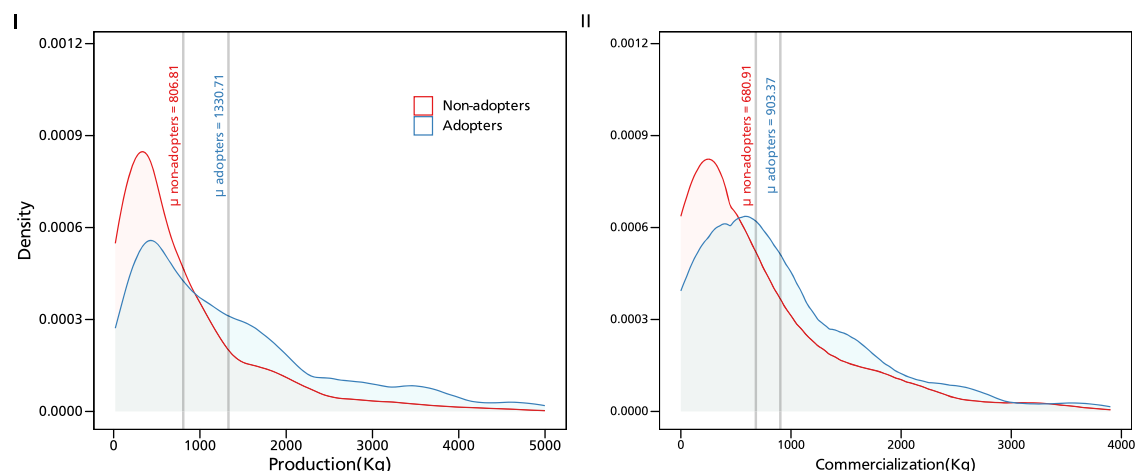 I
Density
0.0012
0.0009
0.0006
0.0003
0.0000
μ non-adopters = 806.81
μ adopters = 1330.71
Non-adopters
Adopters
0 1000 2000 3000 4000 5000
Production(Kg)
II
0.0012
0.0009
0.0006
0.0003
0.0000
μ non-adopters = 680.91
μ adopters = 903.37
0 1000 2000 3000 4000
Commercialization(Kg)